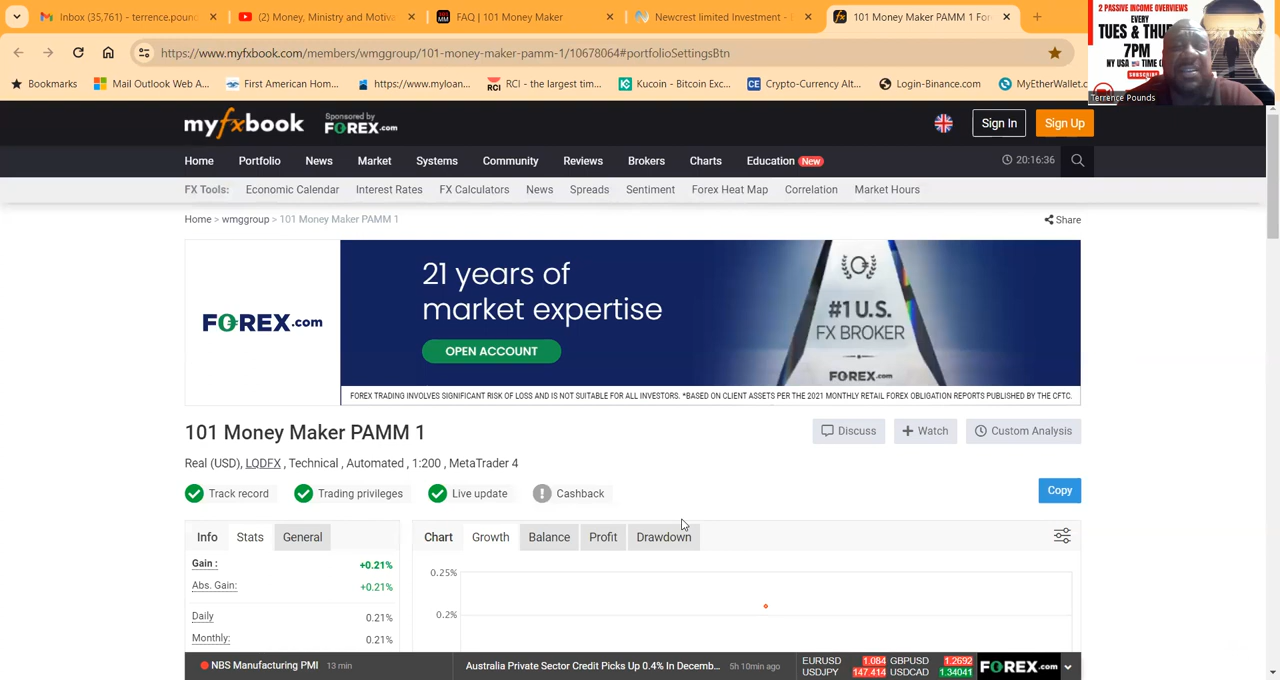 Inbox (35,761) - terrence.poun
(2) Money, Ministry and Motiva
FAQ | 101 Money Maker
Newcrest limited Investment -
101 Money Maker PAMM 1 For
https://www.myfxbook.com/members/wmggroup/101-money-maker-pamm-1/10678064#portfolioSettingsBtn
Bookmarks
Mail Outlook Web A...
First American Hom...
https://www.myloan...
RCI - the largest tim...
Kucoin - Bitcoin Exc...
Crypto-Currency Alt...
Login-Binance.com
MyEtherWallet.c
2 PASSIVE INCOME OVERVIEWS
EVERY
TUES & THU
7PM
NY USA TIME
SUBSCRI
Terrence Pounds
myfxbook
Sponsored by
FOREX.com
Sign In
Sign Up
Home
Portfolio
News
Market
Systems
Community
Reviews
Brokers
Charts
Education New
20:16:36
FX Tools:
Economic Calendar
Interest Rates
FX Calculators
News
Spreads
Sentiment
Forex Heat Map
Correlation
Market Hours
Home > wmggroup > 101 Money Maker PAMM 1
Share
FOREX.com
21 years of
market expertise
OPEN ACCOUNT
#1 U.S.
FX BROKER
FOREX.com
FOREX TRADING INVOLVES SIGNIFICANT RISK OF LOSS AND IS NOT SUITABLE FOR ALL INVESTORS. *BASED ON CLIENT ASSETS PER THE 2021 MONTHLY RETAIL FOREX OBLIGATION REPORTS PUBLISHED BY THE CFTC.
101 Money Maker PAMM 1
Discuss
Watch
Custom Analysis
Real (USD), LQDFX , Technical , Automated , 1:200 , MetaTrader 4
Track record
Trading privileges
Live update
Cashback
Copy
Info
Stats
General
Chart
Growth
Balance
Profit
Drawdown
Gain : +0.21%
Abs. Gain: +0.21%
Daily 0.21%
Monthly: 0.21%
0.25%
0.2%
NBS Manufacturing PMI 13 min
Australia Private Sector Credit Picks Up 0.4% In Decemb... 5h 10min ago
EURUSD 1.084 GBPUSD 1.2692
USDJPY 147.414 USDCAD 1.34041
FOREX.com